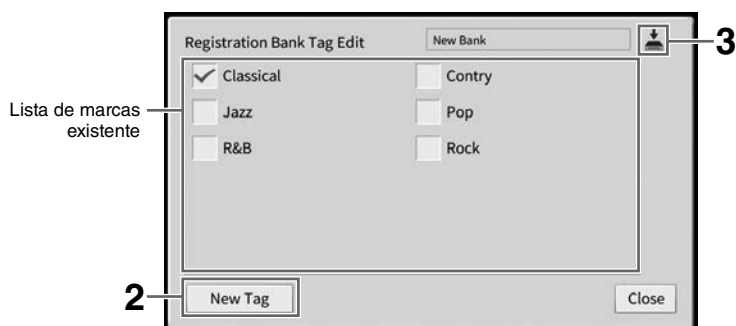 Registration Bank Tag Edit New Bank 3
Classical Contry
Lista de marcas
existente
Jazz Pop
R&B Rock
2 New Tag Close